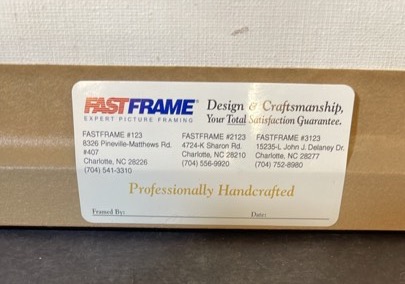 FASTFRAME®
EXPERT PICTURE FRAMING
Design & Craftsmanship,
Your Total Satisfaction Guarantee.
FASTFRAME #123
8326 Pineville-Matthews Rd.
#407
Charlotte, NC 28226
(704) 541-3310
FASTFRAME #2123
4724-K Sharon Rd.
Charlotte, NC 28210
(704) 556-9920
FASTFRAME #3123
15235-L John J. Delaney Dr.
Charlotte, NC 28277
(704) 752-8980
Professionally Handcrafted
Framed By:
Date: